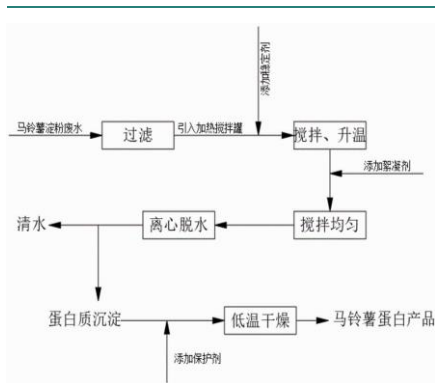 添加稳定剂
马铃薯淀粉废水
过滤
引入加热搅拌罐
搅拌、升温
添加絮凝剂
清水
离心脱水
搅拌均匀
蛋白质沉淀
低温干燥
马铃薯蛋白产品
添加保护剂